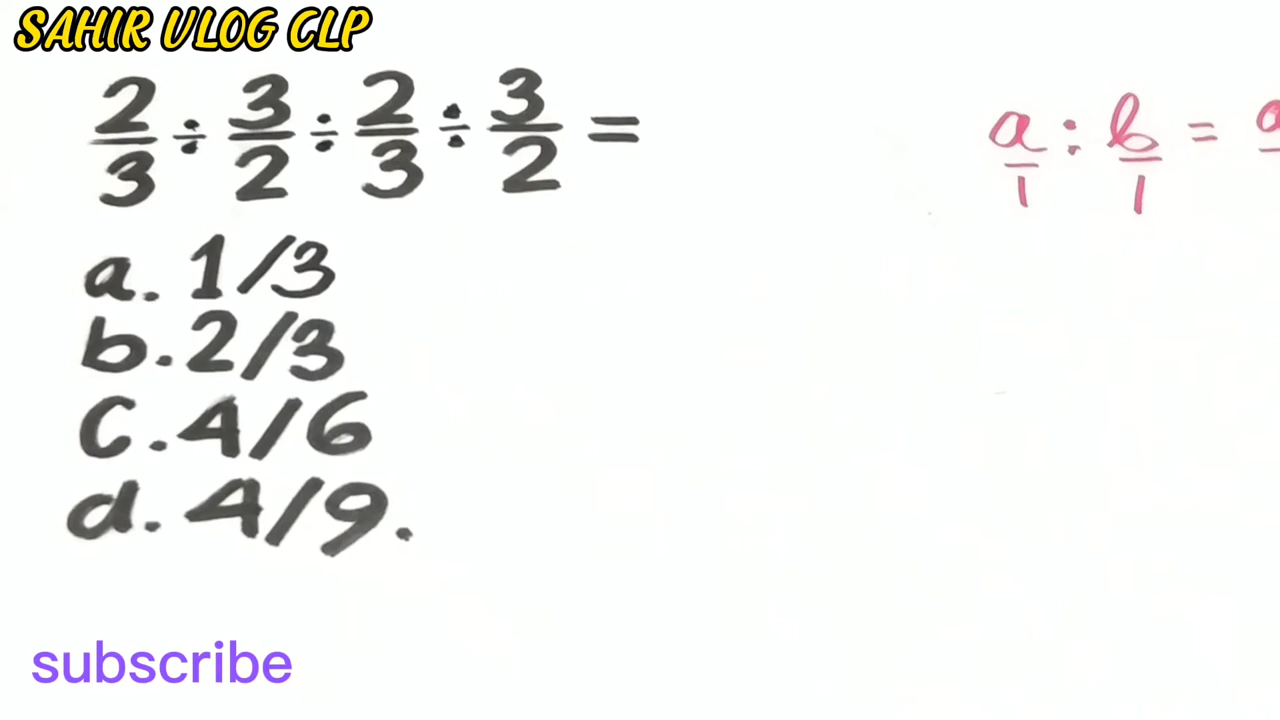 SAHIR VLOG CLP
2/3 ÷ 3/2 ÷ 2/3 ÷ 3/2 =
a/1 : b/1 = a
a. 1/3
b. 2/3
c. 4/6
d. 4/9.
subscribe